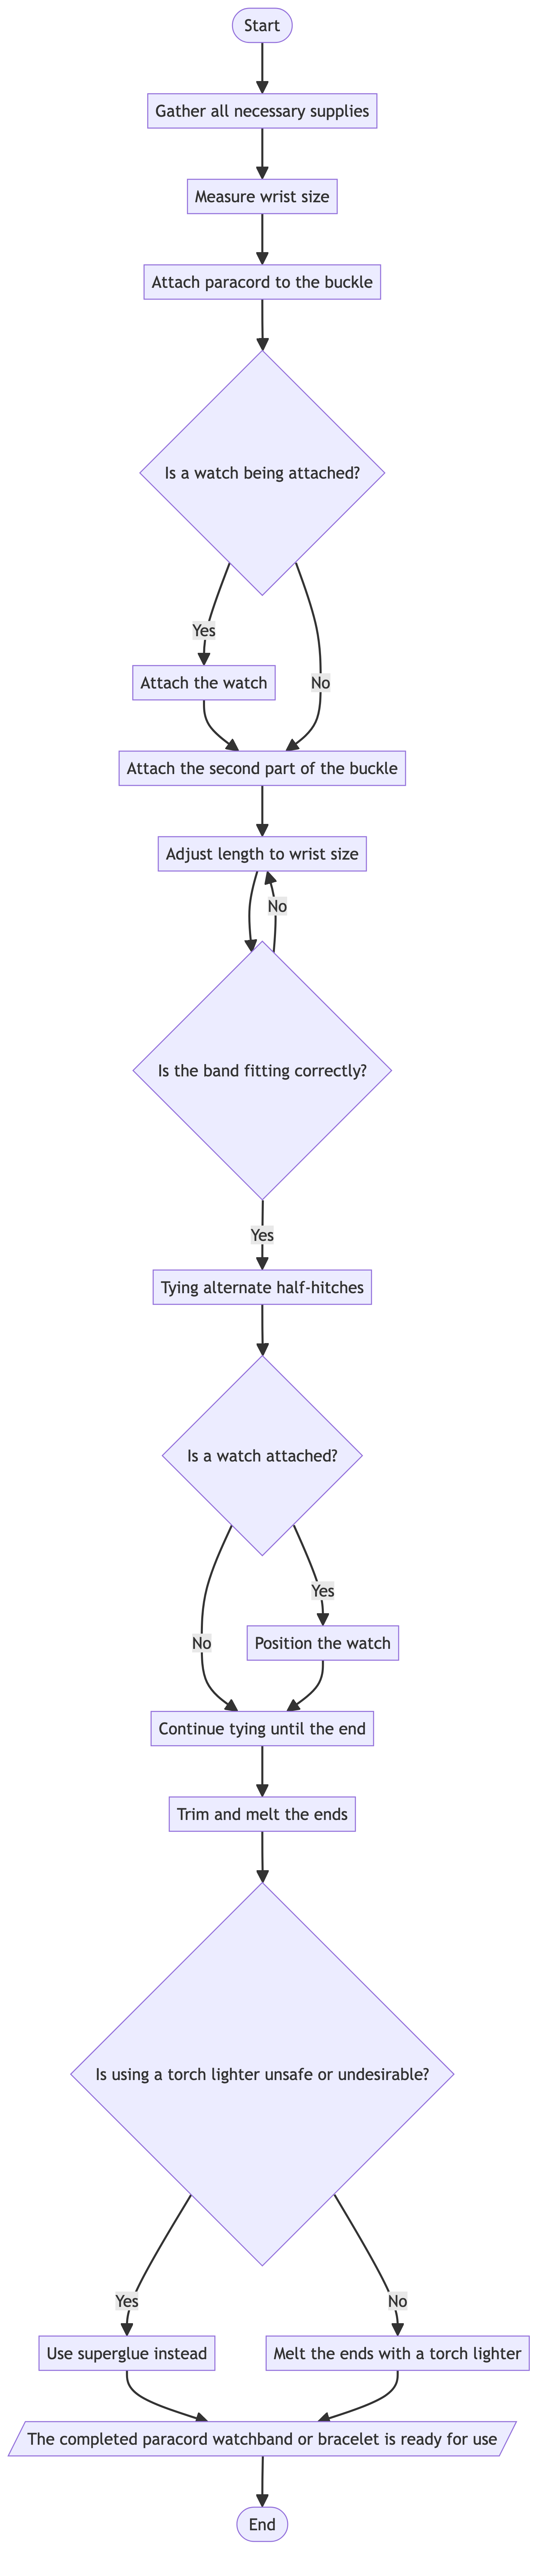 Start
Gather all necessary supplies
Measure wrist size
Attach paracord to the buckle
Is a watch being attached?
Yes
Attach the watch
No
Attach the second part of the buckle
Adjust length to wrist size
No
Is the band fitting correctly?
Yes
Tying alternate half-hitches
Is a watch attached?
Yes
No
Position the watch
Continue tying until the end
Trim and melt the ends
Is using a torch lighter unsafe or undesirable?
Yes
No
Use superglue instead
Melt the ends with a torch lighter
The completed paracord watchband or bracelet is ready for use
End